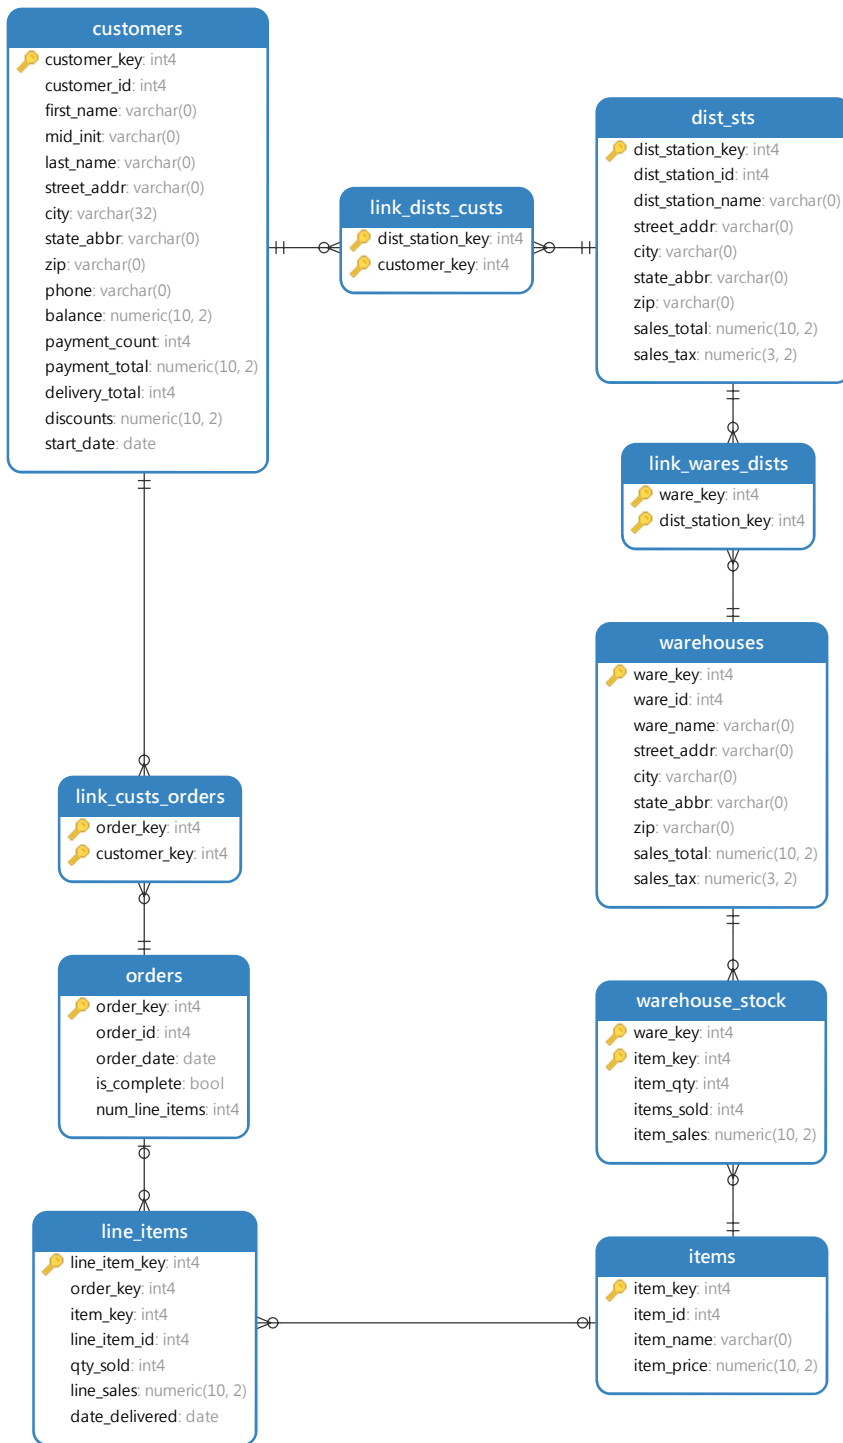 customers
customer_key: int4
customer_id: int4
first_name: varchar(0)
mid_init: varchar(0)
last_name: varchar(0)
street_addr: varchar(0)
city: varchar(32)
state_abbr: varchar(0)
zip: varchar(0)
phone: varchar(0)
balance: numeric(10, 2)
payment_count: int4
payment_total: numeric(10, 2)
delivery_total: int4
discounts: numeric(10, 2)
start_date: date
link_dists_custs
dist_station_key: int4
customer_key: int4
dist_sts
dist_station_key: int4
dist_station_id: int4
dist_station_name: varchar(0)
street_addr: varchar(0)
city: varchar(0)
state_abbr: varchar(0)
zip: varchar(0)
sales_total: numeric(10, 2)
sales_tax: numeric(3, 2)
link_wares_dists
ware_key: int4
dist_station_key: int4
warehouses
ware_key: int4
ware_id: int4
ware_name: varchar(0)
street_addr: varchar(0)
city: varchar(0)
state_abbr: varchar(0)
zip: varchar(0)
sales_total: numeric(10, 2)
sales_tax: numeric(3, 2)
link_custs_orders
order_key: int4
customer_key: int4
orders
order_key: int4
order_id: int4
order_date: date
is_complete: bool
num_line_items: int4
warehouse_stock
ware_key: int4
item_key: int4
item_qty: int4
items_sold: int4
item_sales: numeric(10, 2)
line_items
line_item_key: int4
order_key: int4
item_key: int4
line_item_id: int4
qty_sold: int4
line_sales: numeric(10, 2)
date_delivered: date
items
item_key: int4
item_id: int4
item_name: varchar(0)
item_price: numeric(10, 2)